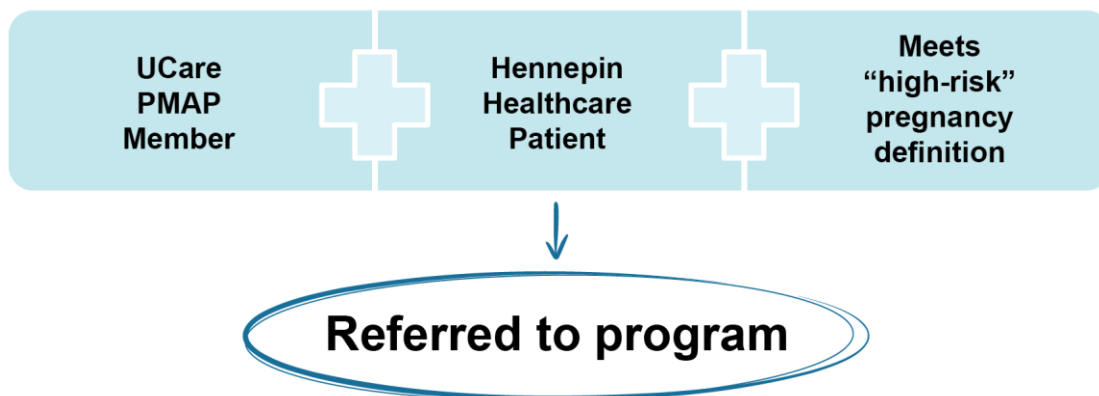 UCare
PMAP
Member
Hennepin
Healthcare
Patient
Meets
“high-risk”
pregnancy
definition
Referred to program